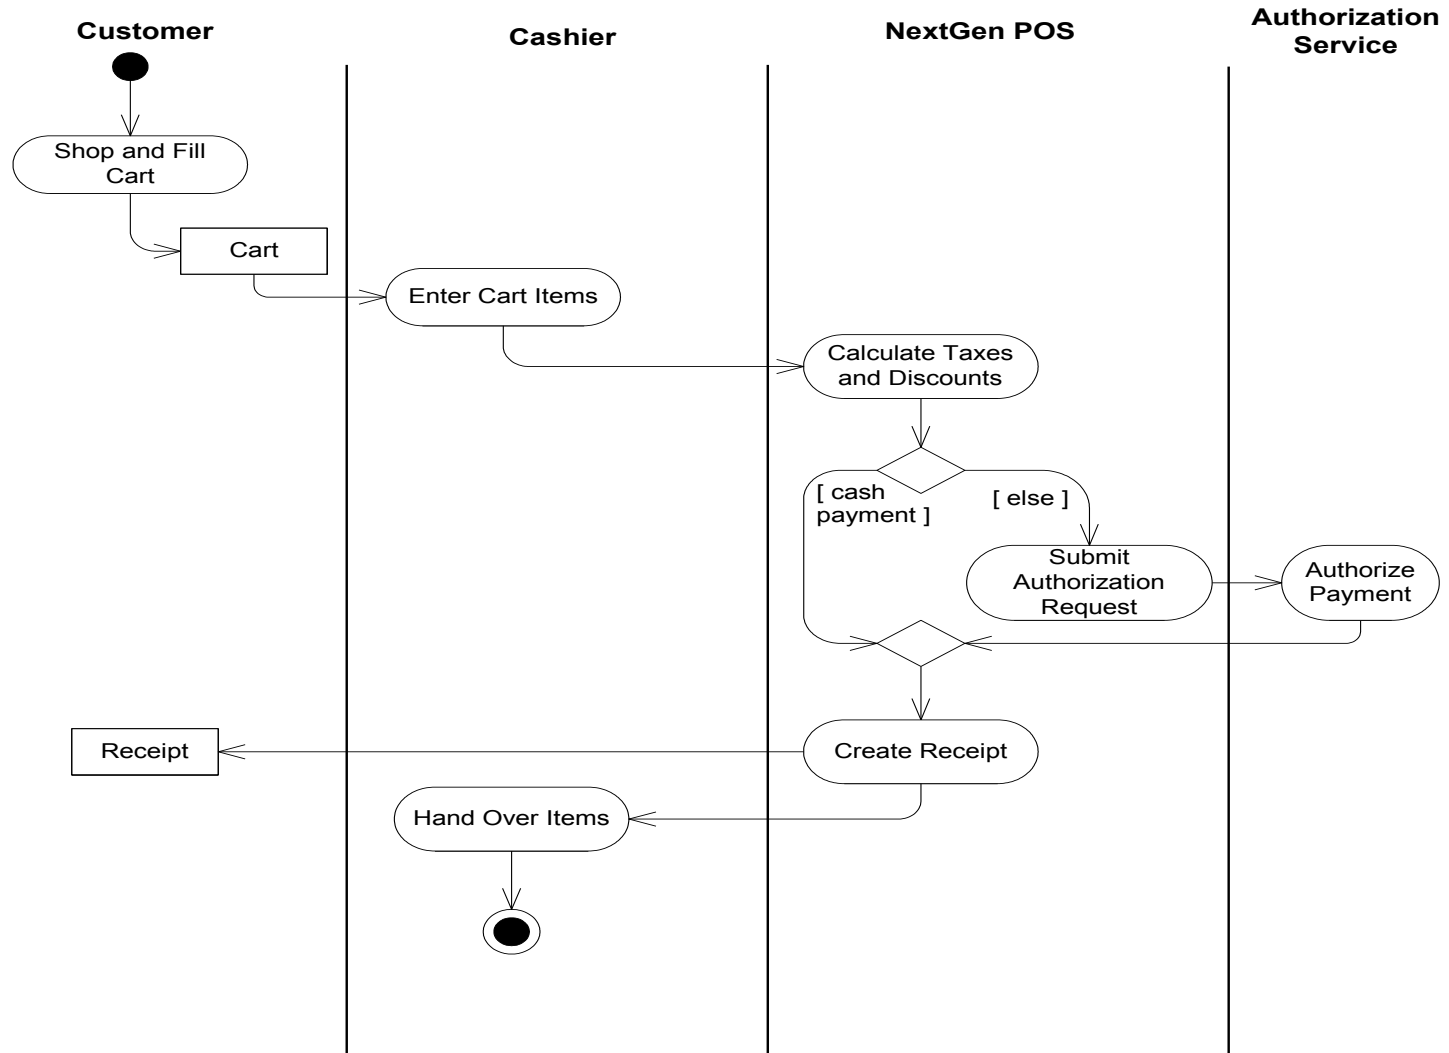 Customer
Cashier
NextGen POS
Authorization
Service
Shop and Fill
Cart
Cart
Enter Cart Items
Calculate Taxes
and Discounts
[ cash
payment ]
[ else ]
Submit
Authorization
Request
Authorize
Payment
Receipt
Create Receipt
Hand Over Items